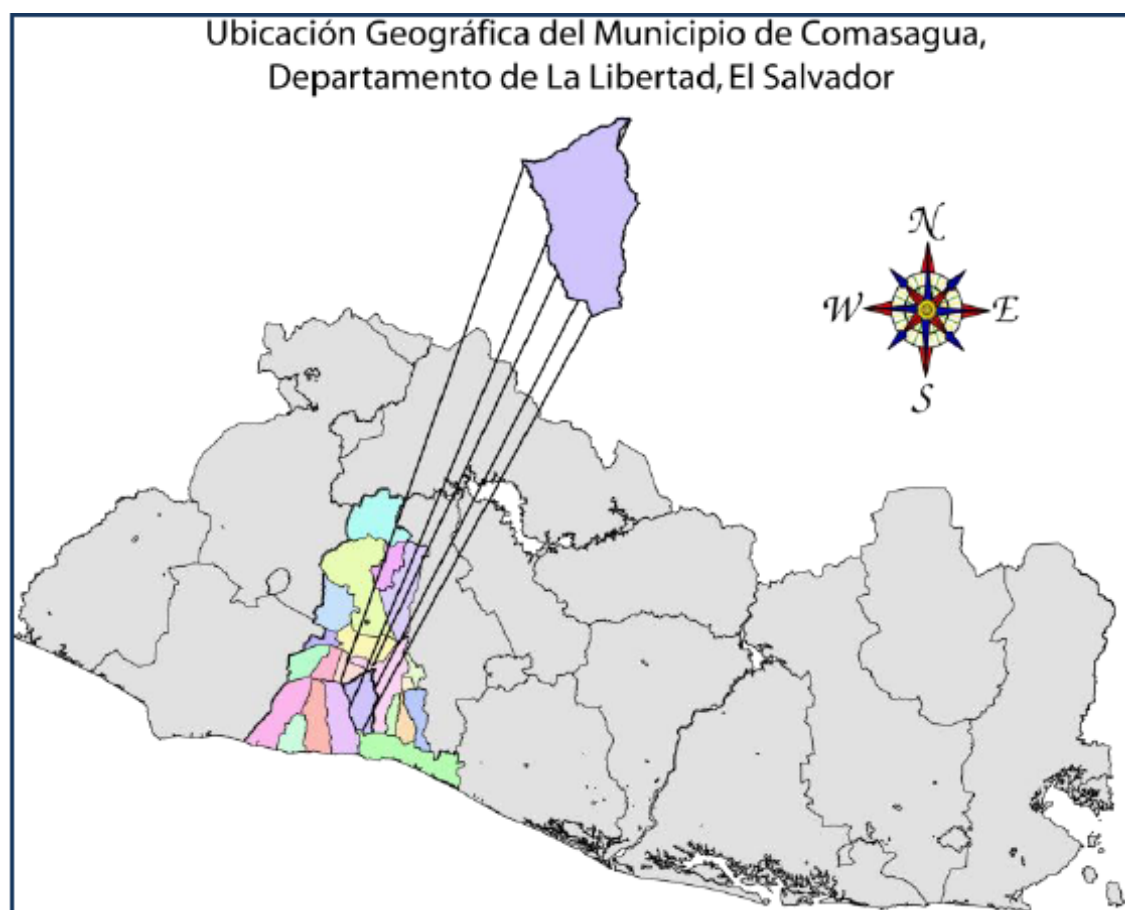 Ubicación Geográfica del Municipio de Comasagua,
Departamento de La Libertad, El Salvador
N
W E
S